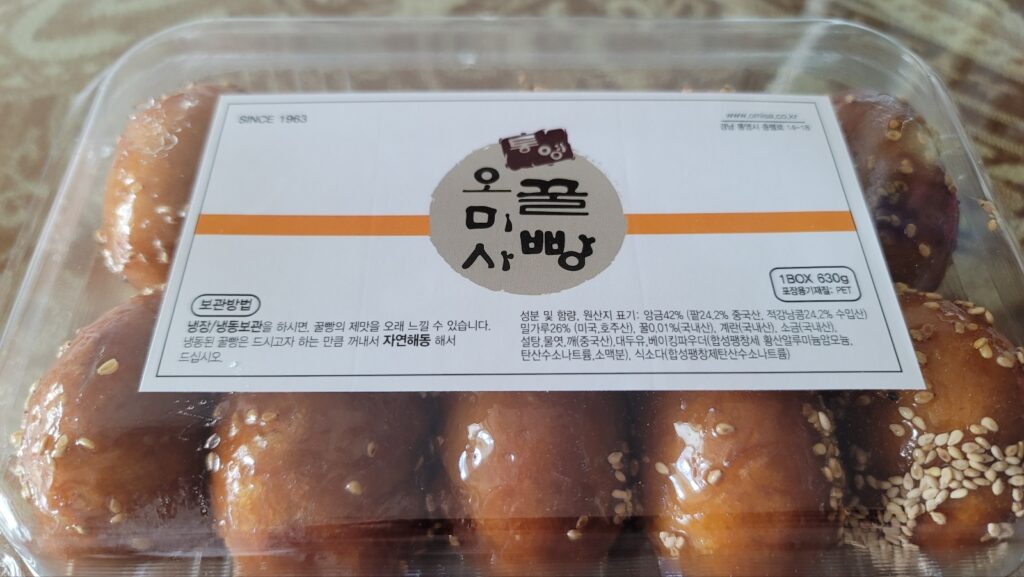 SINCE 1963
www.omisa.co.kr
경남 통영시 충렬로 14-18
통영
오미사
꿀빵
1BOX 630g
포장용기재질: PET
보관방법
냉장/냉동보관을 하시면, 꿀빵의 제맛을 오래 느낄 수 있습니다.
냉동된 꿀빵은 드시고자 하는 만큼 꺼내서 자연해동 해서
드십시오.
성분 및 함량, 원산지 표기: 앙금42% (팥24.2% 중국산, 적강남콩24.2% 수입산)
밀가루26% (미국,호주산), 꿀0.01%(국내산), 계란(국내산), 소금(국내산),
설탕,물엿,깨(중국산),대두유,베이킹파우더(합성팽창세 황산알루미늄암모늄,
탄산수소나트륨,소맥분), 식소다(합성팽창제탄산수소나트륨)